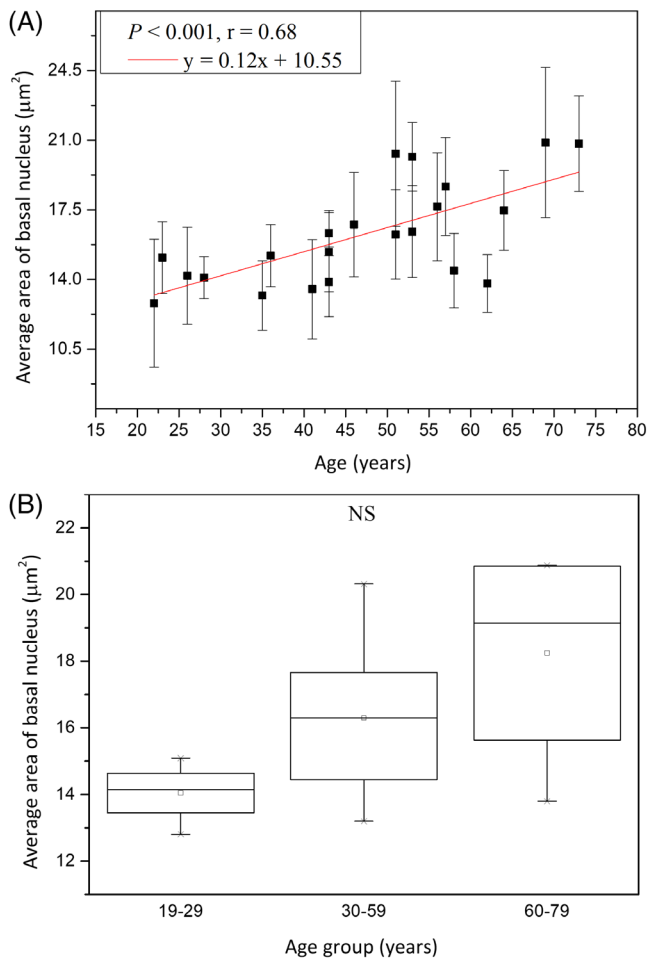 (A)
P < 0.001, r = 0.68
y = 0.12x + 10.55
Average area of basal nucleus (μm²)
24.5
21.0
17.5
14.0
10.5
15 20 25 30 35 40 45 50 55 60 65 70 75 80
Age (years)
(B)
NS
Average area of basal nucleus (μm²)
22
20
18
16
14
12
19-29 30-59 60-79
Age group (years)